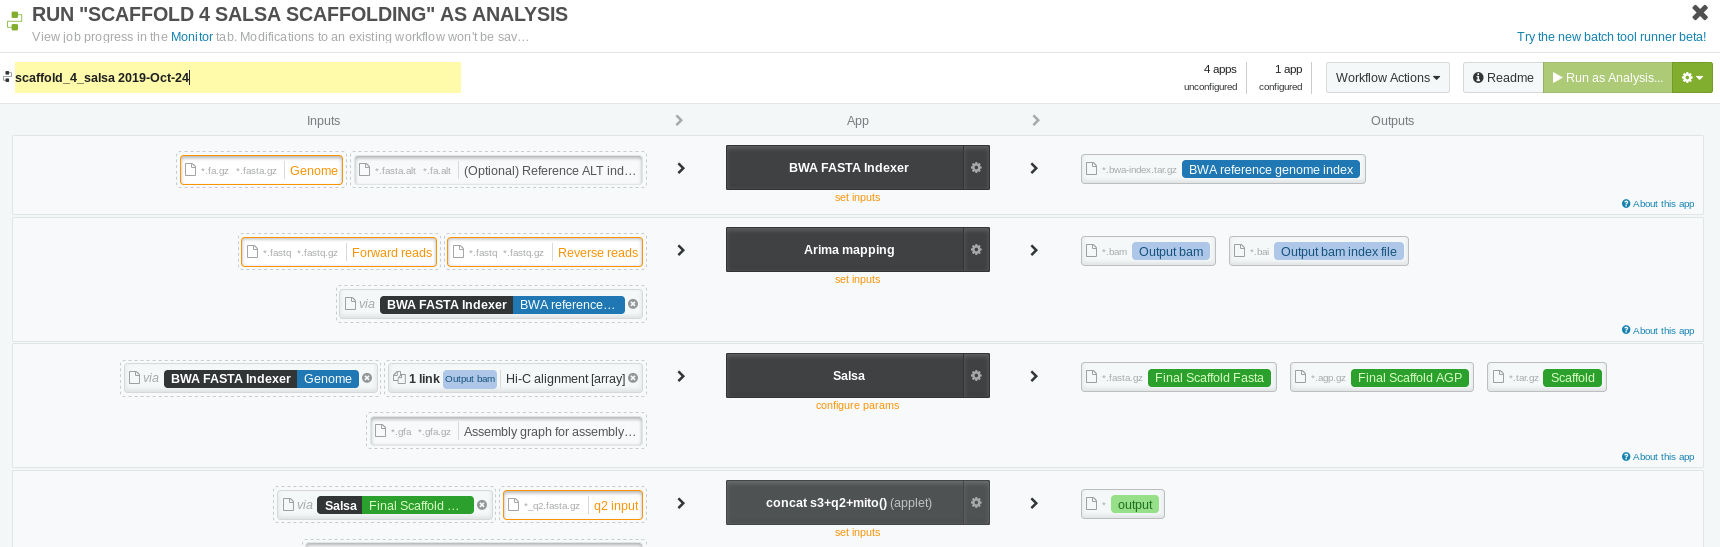 RUN "SCAFFOLD 4 SALSA SCAFFOLDING" AS ANALYSIS
View job progress in the Monitor tab. Modifications to an existing workflow won't be sav…
Try the new batch tool runner beta!
scaffold_4_salsa 2019-Oct-24
4 apps
unconfigured
1 app
configured
Workflow Actions
Readme
Run as Analysis...
Inputs
App
Outputs
*.fa.gz *.fasta.gz Genome
*.fasta.alt *.fa.alt (Optional) Reference ALT ind…
BWA FASTA Indexer
set inputs
*.bwa-index.tar.gz BWA reference genome index
About this app
*.fastq *.fastq.gz Forward reads
*.fastq *.fastq.gz Reverse reads
via BWA FASTA Indexer BWA reference…
Arima mapping
set inputs
*.bam Output bam
*.bai Output bam index file
About this app
via BWA FASTA Indexer Genome
1 link Output bam Hi-C alignment [array]
*.gfa *.gfa.gz Assembly graph for assembly…
Salsa
configure params
*.fasta.gz Final Scaffold Fasta
*.agp.gz Final Scaffold AGP
*.tar.gz Scaffold
About this app
via Salsa Final Scaffold …
*_q2.fasta.gz q2 input
concat s3+q2+mito() (applet)
set inputs
* output